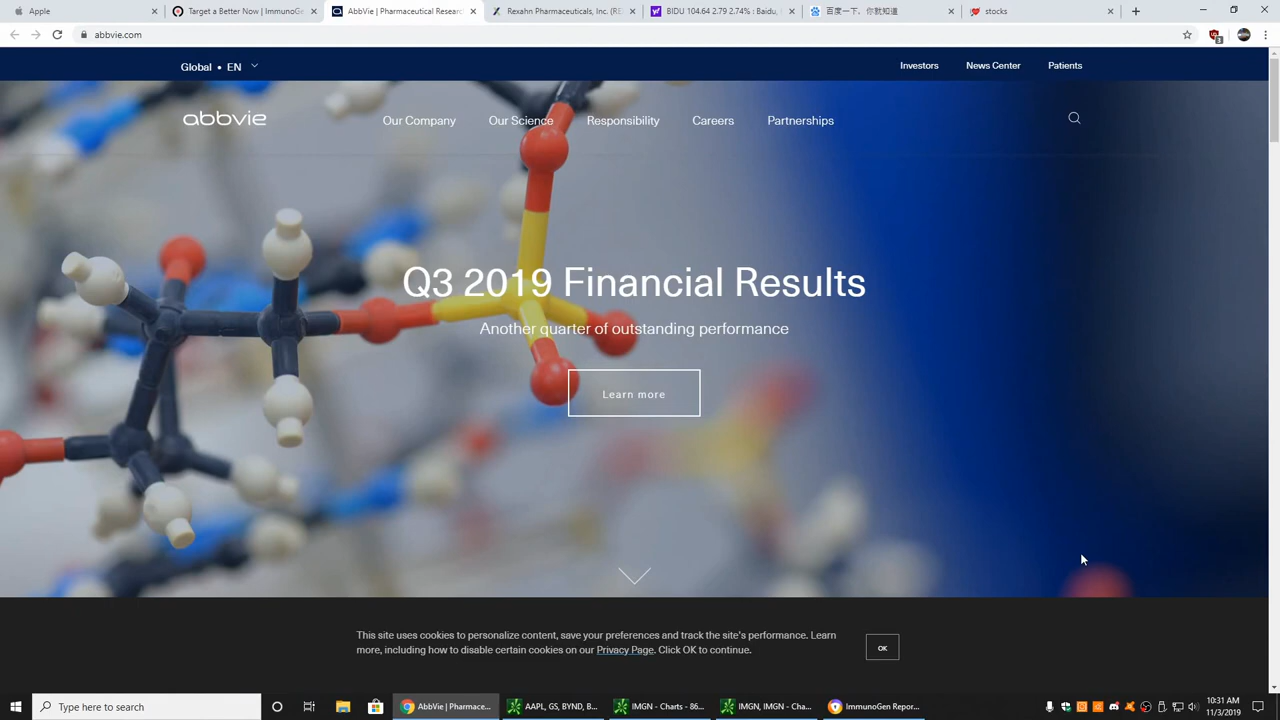 Apple
Target a Better Now | ImmunoGe
AbbVie | Pharmaceutical Researc
Rexahn Pharmaceuticals, Inc. (RE
BIDU 104.64 2.79 2.74% : Baidu,
百度一下，你就知道
stocks
abbvie.com
3
Global • EN
Investors
News Center
Patients
abbvie
Our Company
Our Science
Responsibility
Careers
Partnerships
Q3 2019 Financial Results
Another quarter of outstanding performance
Learn more
This site uses cookies to personalize content, save your preferences and track the site's performance. Learn
more, including how to disable certain cookies on our Privacy Page. Click OK to continue.
OK
Type here to search
AbbVie | Pharmace...
AAPL, GS, BYND, B...
IMGN - Charts - 86...
IMGN, IMGN - Cha...
ImmunoGen Repor...
10:31 AM
11/3/2019